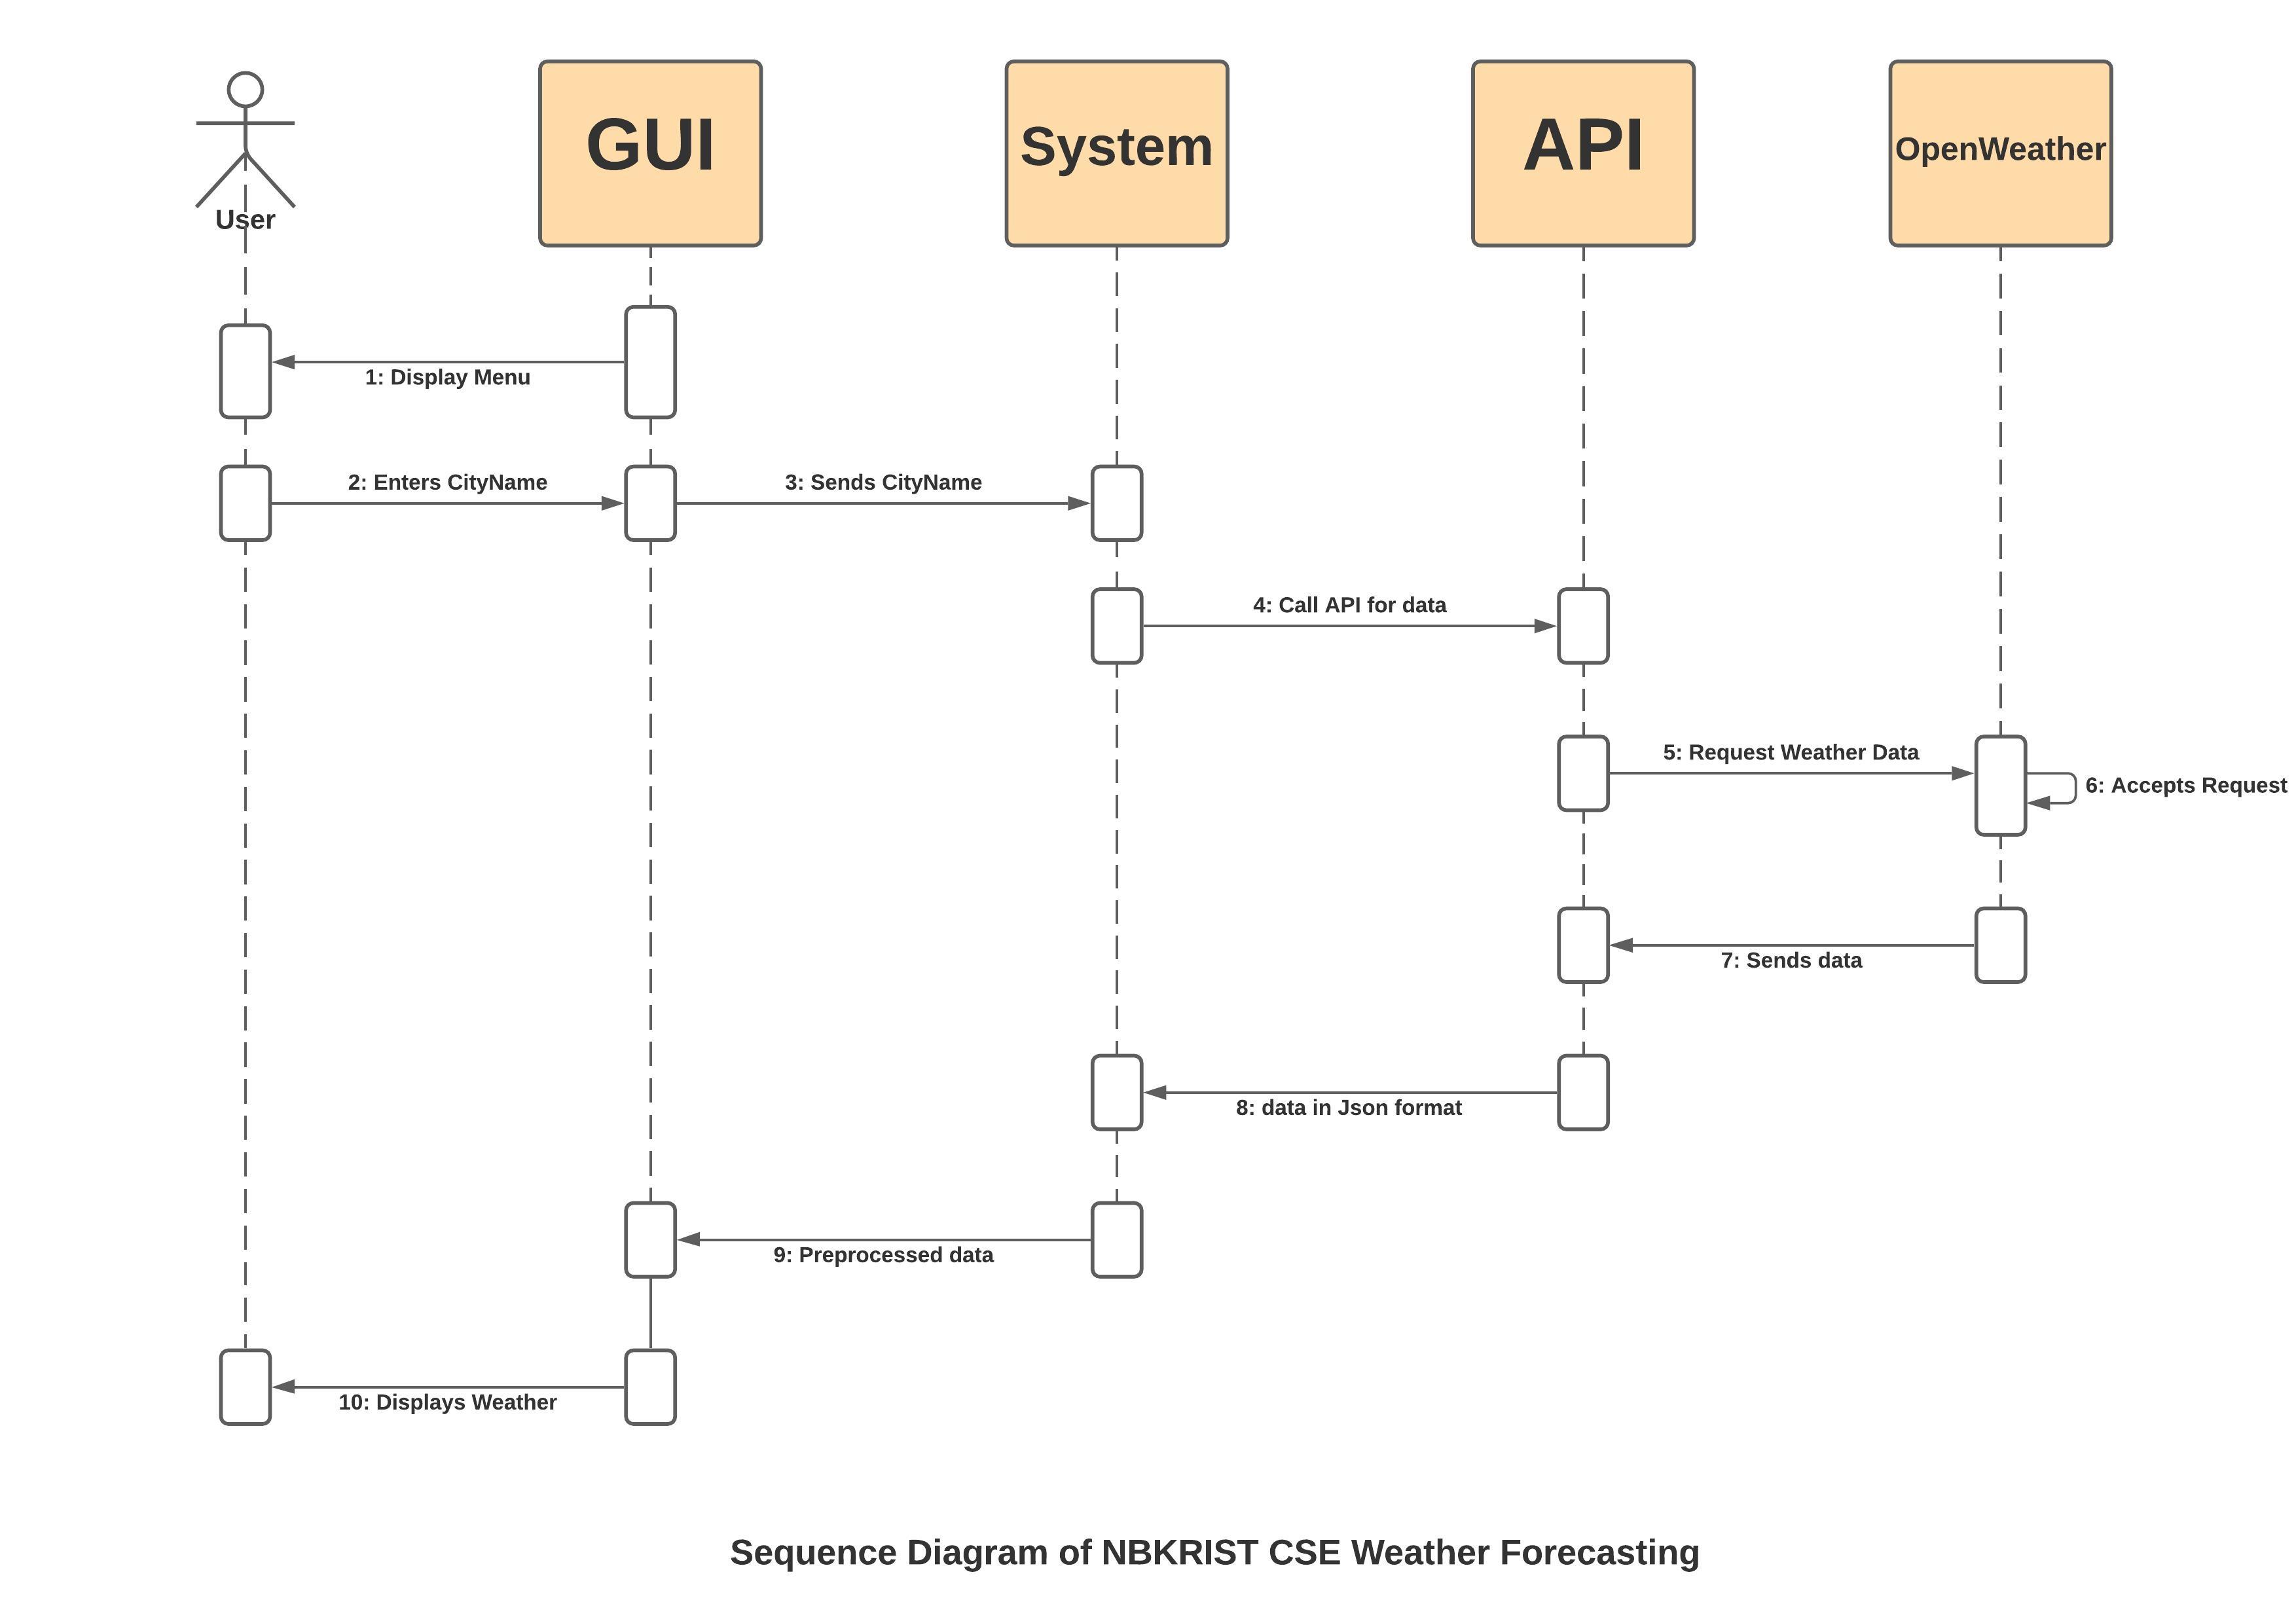 GUI
System
API
OpenWeather
User
1: Display Menu
2: Enters CityName
3: Sends CityName
4: Call API for data
5: Request Weather Data
6: Accepts Request
7: Sends data
8: data in Json format
9: Preprocessed data
10: Displays Weather
Sequence Diagram of NBKRIST CSE Weather Forecasting